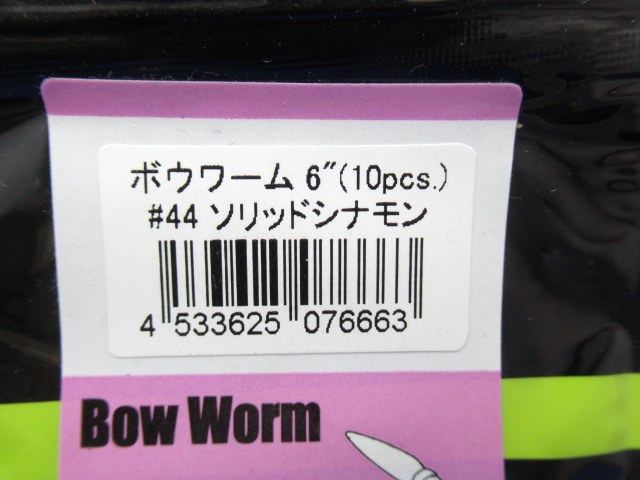 ボウワーム 6"(10pcs.)
#44 ソリッドシナモン
4 533625 076663
Bow Worm